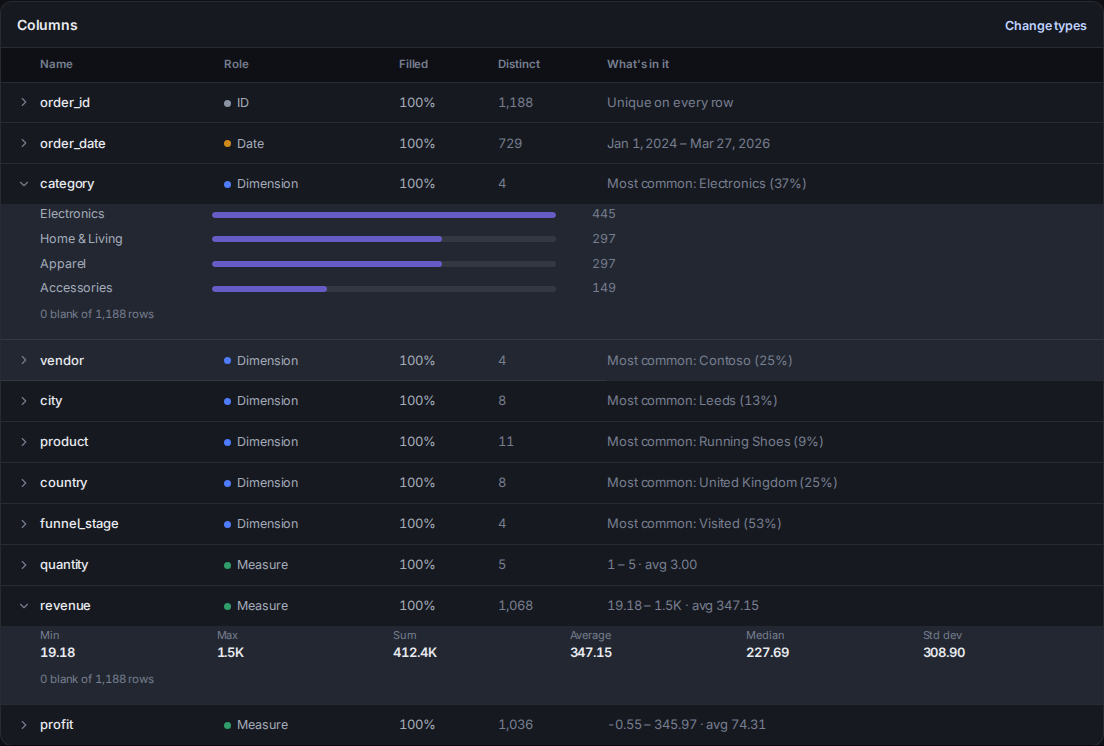 Columns Change types
Name Role Filled Distinct What's in it
order_id ID 100% 1,188 Unique on every row
order_date Date 100% 729 Jan 1, 2024 – Mar 27, 2026
category Dimension 100% 4 Most common: Electronics (37%)
Electronics 445
Home & Living 297
Apparel 297
Accessories 149
0 blank of 1,188 rows
vendor Dimension 100% 4 Most common: Contoso (25%)
city Dimension 100% 8 Most common: Leeds (13%)
product Dimension 100% 11 Most common: Running Shoes (9%)
country Dimension 100% 8 Most common: United Kingdom (25%)
funnel_stage Dimension 100% 4 Most common: Visited (53%)
quantity Measure 100% 5 1 – 5 · avg 3.00
revenue Measure 100% 1,068 19.18 – 1.5K · avg 347.15
Min Max Sum Average Median Std dev
19.18 1.5K 412.4K 347.15 227.69 308.90
0 blank of 1,188 rows
profit Measure 100% 1,036 -0.55 – 345.97 · avg 74.31